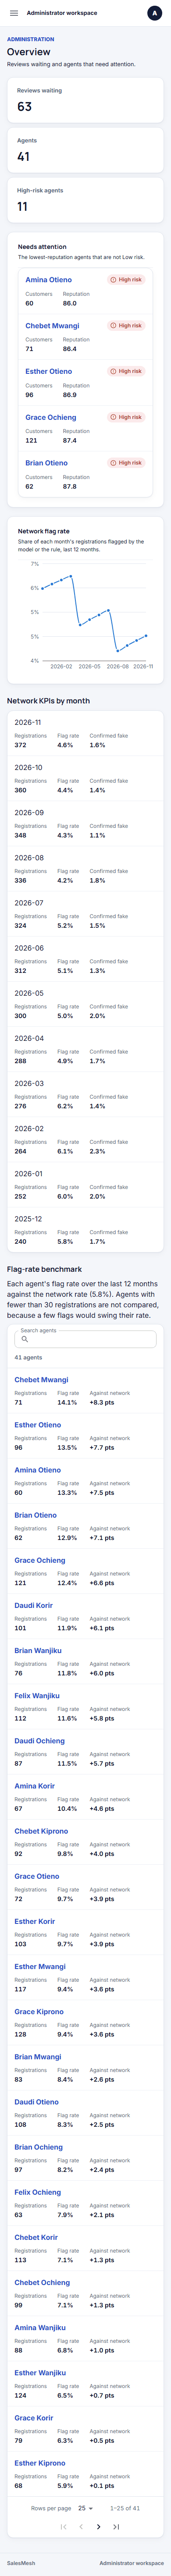 Administrator workspace
A
ADMINISTRATION
Overview
Reviews waiting and agents that need attention.
Reviews waiting
63
Agents
41
High-risk agents
11
Needs attention
The lowest-reputation agents that are not Low risk.
Amina Otieno High risk
Customers Reputation
60 86.0
Chebet Mwangi High risk
Customers Reputation
71 86.4
Esther Otieno High risk
Customers Reputation
96 86.9
Grace Ochieng High risk
Customers Reputation
121 87.4
Brian Otieno High risk
Customers Reputation
62 87.8
Network flag rate
Share of each month's registrations flagged by the
model or the rule, last 12 months.
7%
6%
5%
5%
4%
2026-02 2026-05 2026-08 2026-11
Network KPIs by month
2026-11
Registrations Flag rate Confirmed fake
372 4.6% 1.6%
2026-10
Registrations Flag rate Confirmed fake
360 4.4% 1.4%
2026-09
Registrations Flag rate Confirmed fake
348 4.3% 1.1%
2026-08
Registrations Flag rate Confirmed fake
336 4.2% 1.8%
2026-07
Registrations Flag rate Confirmed fake
324 5.2% 1.5%
2026-06
Registrations Flag rate Confirmed fake
312 5.1% 1.3%
2026-05
Registrations Flag rate Confirmed fake
300 5.0% 2.0%
2026-04
Registrations Flag rate Confirmed fake
288 4.9% 1.7%
2026-03
Registrations Flag rate Confirmed fake
276 6.2% 1.4%
2026-02
Registrations Flag rate Confirmed fake
264 6.1% 2.3%
2026-01
Registrations Flag rate Confirmed fake
252 6.0% 2.0%
2025-12
Registrations Flag rate Confirmed fake
240 5.8% 1.7%
Flag-rate benchmark
Each agent's flag rate over the last 12 months
against the network rate (5.8%). Agents with
fewer than 30 registrations are not compared,
because a few flags would swing their rate.
Search agents
41 agents
Chebet Mwangi
Registrations Flag rate Against network
71 14.1% +8.3 pts
Esther Otieno
Registrations Flag rate Against network
96 13.5% +7.7 pts
Amina Otieno
Registrations Flag rate Against network
60 13.3% +7.5 pts
Brian Otieno
Registrations Flag rate Against network
62 12.9% +7.1 pts
Grace Ochieng
Registrations Flag rate Against network
121 12.4% +6.6 pts
Daudi Korir
Registrations Flag rate Against network
101 11.9% +6.1 pts
Brian Wanjiku
Registrations Flag rate Against network
76 11.8% +6.0 pts
Felix Wanjiku
Registrations Flag rate Against network
112 11.6% +5.8 pts
Daudi Ochieng
Registrations Flag rate Against network
87 11.5% +5.7 pts
Amina Korir
Registrations Flag rate Against network
67 10.4% +4.6 pts
Chebet Kiprono
Registrations Flag rate Against network
92 9.8% +4.0 pts
Grace Otieno
Registrations Flag rate Against network
72 9.7% +3.9 pts
Esther Korir
Registrations Flag rate Against network
103 9.7% +3.9 pts
Esther Mwangi
Registrations Flag rate Against network
117 9.4% +3.6 pts
Grace Kiprono
Registrations Flag rate Against network
128 9.4% +3.6 pts
Brian Mwangi
Registrations Flag rate Against network
83 8.4% +2.6 pts
Daudi Otieno
Registrations Flag rate Against network
108 8.3% +2.5 pts
Brian Ochieng
Registrations Flag rate Against network
97 8.2% +2.4 pts
Felix Ochieng
Registrations Flag rate Against network
63 7.9% +2.1 pts
Chebet Korir
Registrations Flag rate Against network
113 7.1% +1.3 pts
Chebet Ochieng
Registrations Flag rate Against network
99 7.1% +1.3 pts
Amina Wanjiku
Registrations Flag rate Against network
88 6.8% +1.0 pts
Esther Wanjiku
Registrations Flag rate Against network
124 6.5% +0.7 pts
Grace Korir
Registrations Flag rate Against network
79 6.3% +0.5 pts
Esther Kiprono
Registrations Flag rate Against network
68 5.9% +0.1 pts
Rows per page 25 1–25 of 41
SalesMesh Administrator workspace